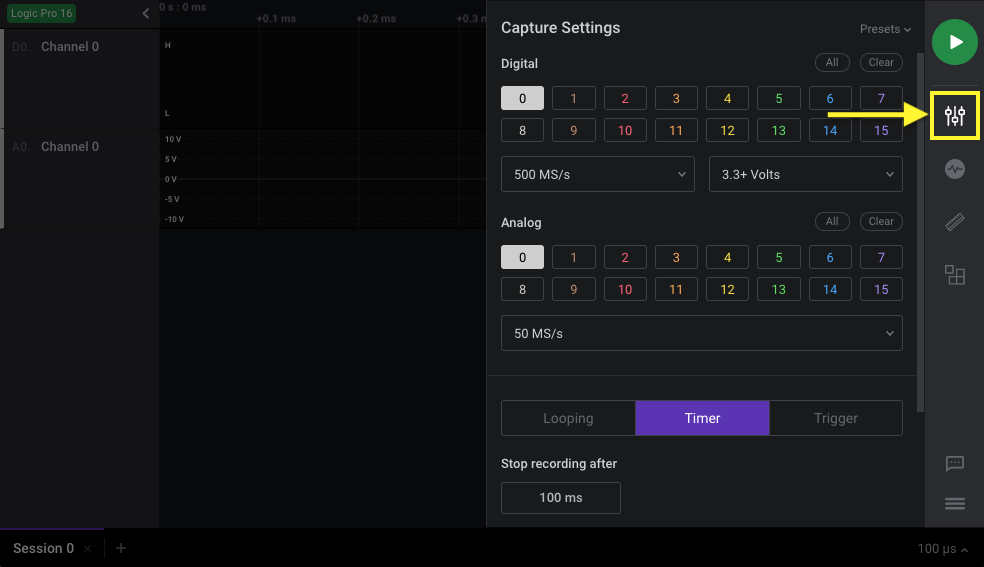 Logic Pro 16
0 s : 0 ms
+0.1 ms
+0.2 ms
+0.3 n
D0. Channel 0
H
L
A0. Channel 0
10 V
5 V
0 V
-5 V
-10 V
Capture Settings
Presets
Digital
All
Clear
0 1 2 3 4 5 6 7
8 9 10 11 12 13 14 15
500 MS/s
3.3+ Volts
Analog
All
Clear
0 1 2 3 4 5 6 7
8 9 10 11 12 13 14 15
50 MS/s
Looping
Timer
Trigger
Stop recording after
100 ms
Session 0
100 µs